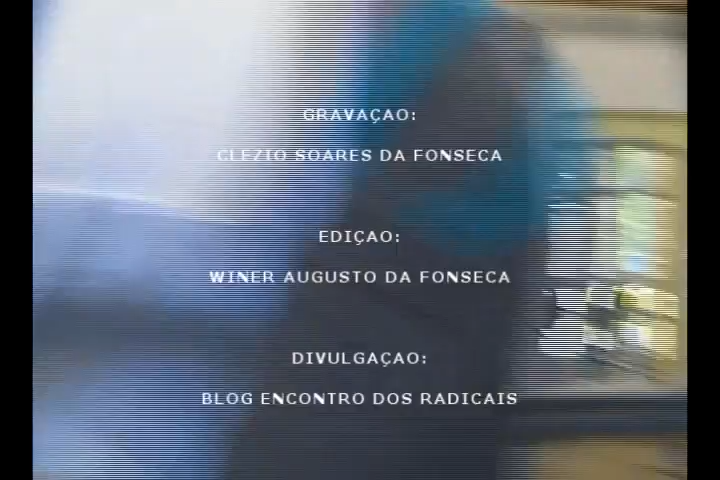 GRAVAÇAO:
CLEZIO SOARES DA FONSECA
EDIÇAO:
WINER AUGUSTO DA FONSECA
DIVULGAÇAO:
BLOG ENCONTRO DOS RADICAIS